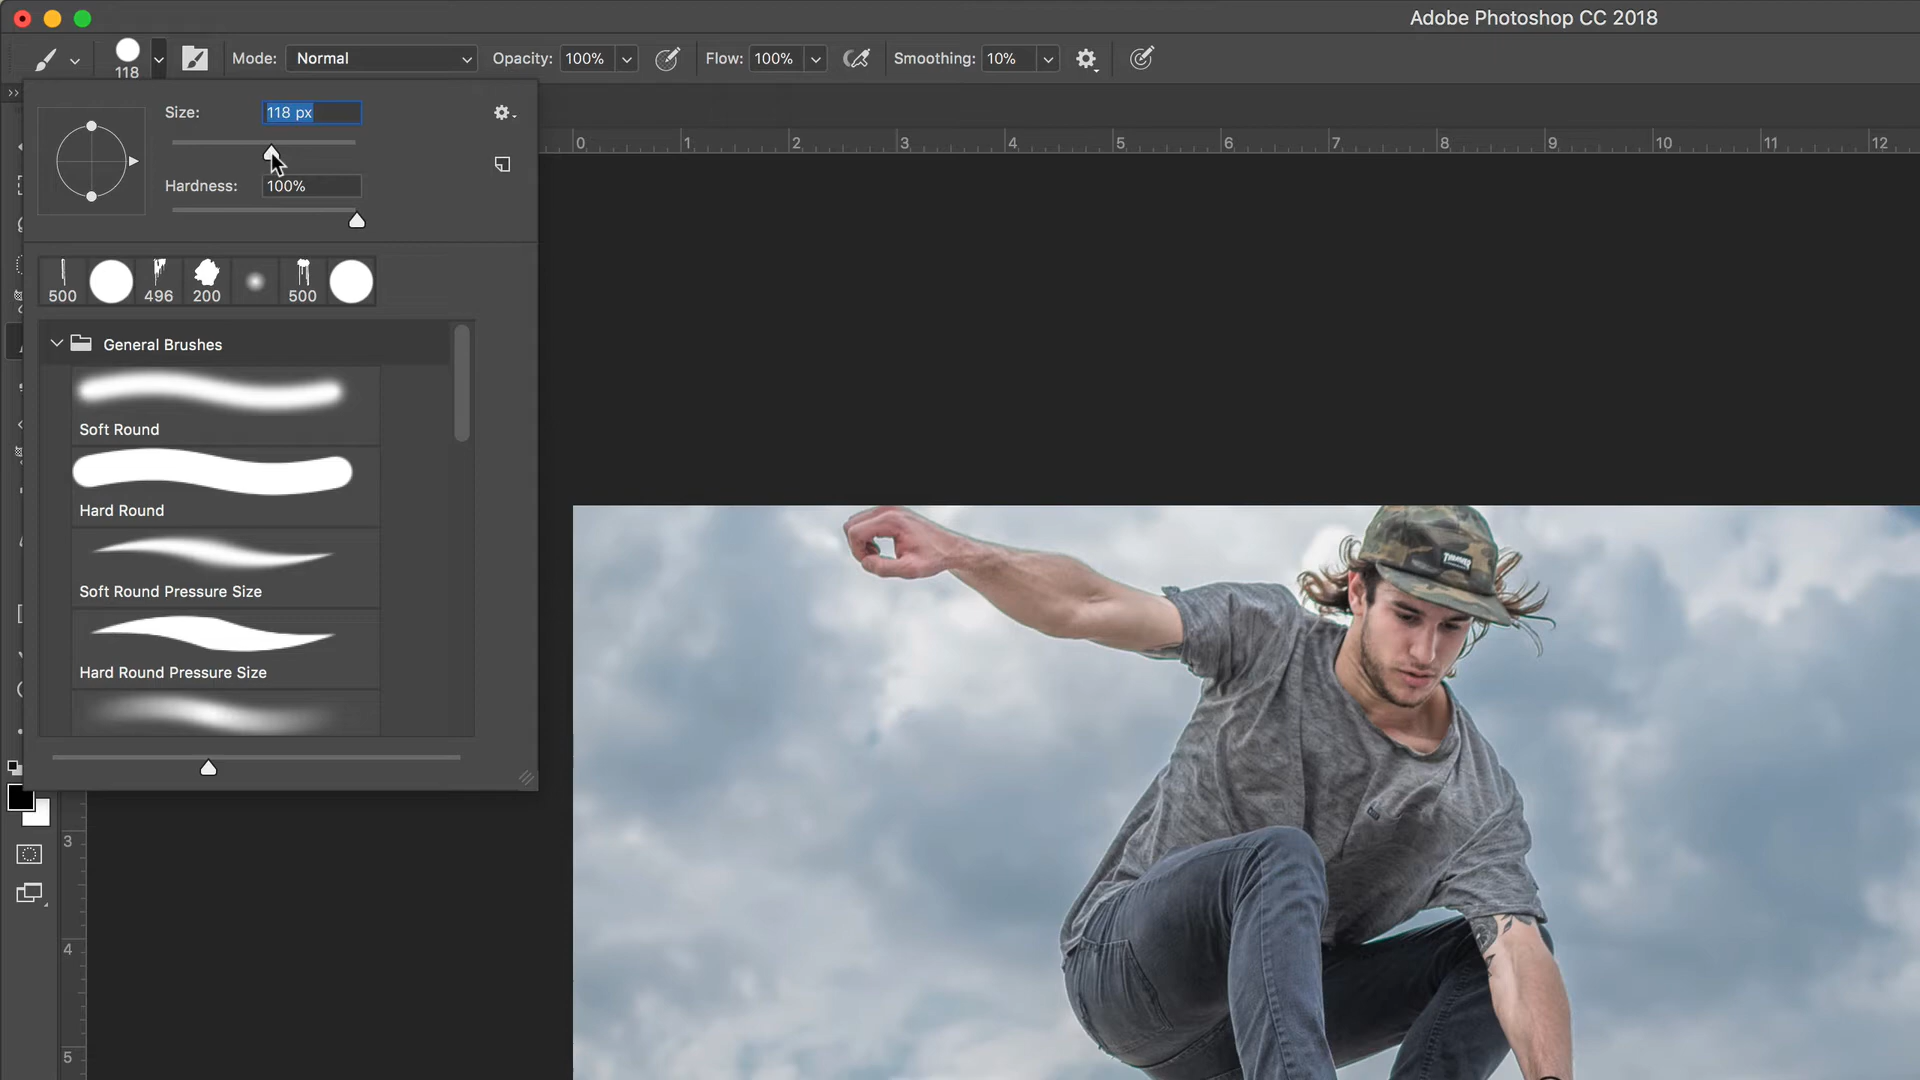 Adobe Photoshop CC 2018
118 Mode: Normal Opacity: 100% Flow: 100% Smoothing: 10%
Size: 118 px
Hardness: 100%
0 1 2 3 4 5 6 7 8 9 10 11 12
500 496 200 500
General Brushes
Soft Round
Hard Round
Soft Round Pressure Size
Hard Round Pressure Size
THRASHER
3
4
5